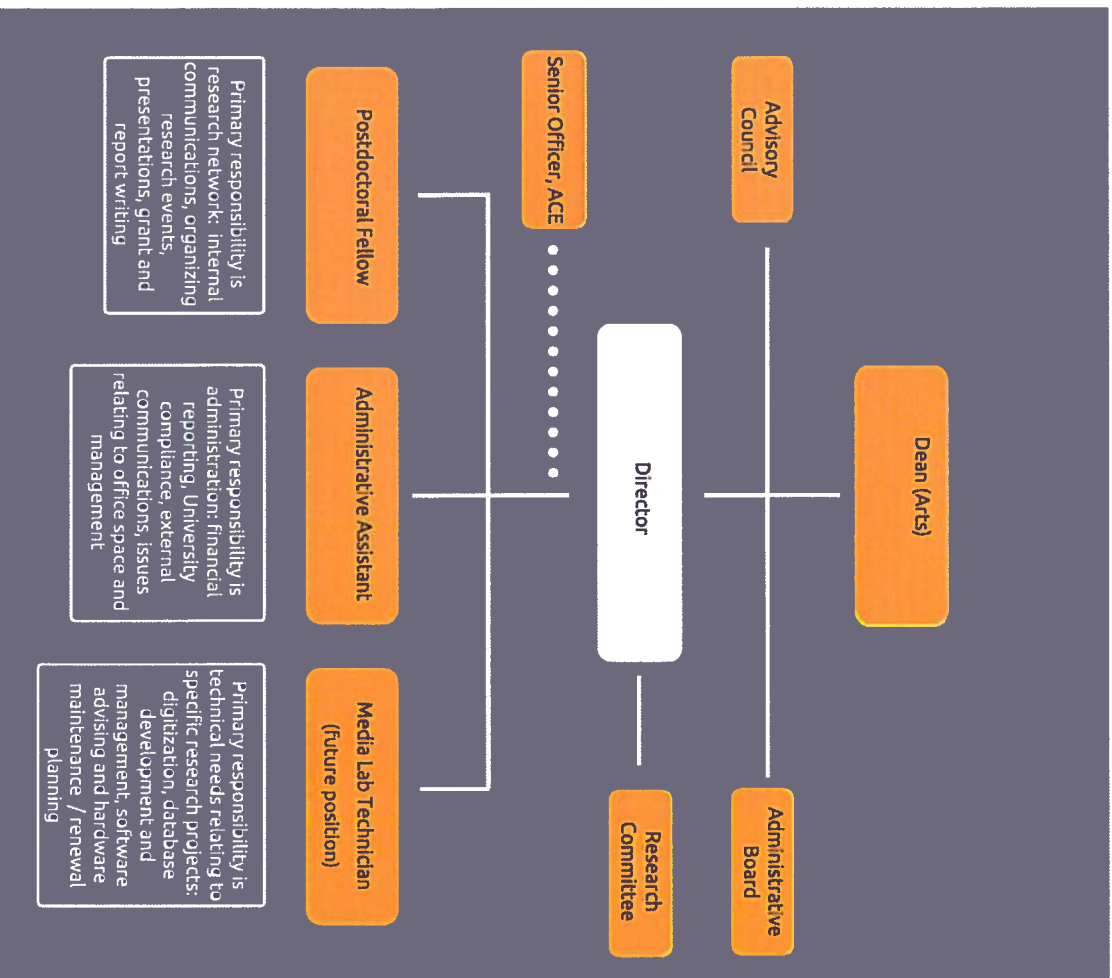 Dean (Arts)
Advisory
Council
Administrative
Board
Director
Research
Committee
Senior Officer, ACE
Postdoctoral Fellow
Administrative Assistant
Media Lab Technician
(future position)
Primary responsibility is
research network: internal
communications, organizing
research events,
presentations, grant and
report writing
Primary responsibility is
administration: financial
reporting, University
compliance, external
communications, issues
relating to office space and
management
Primary responsibility is
technical needs relating to
specific research projects:
digitization, database
development and
management, software
advising and hardware
maintenance / renewal
planning